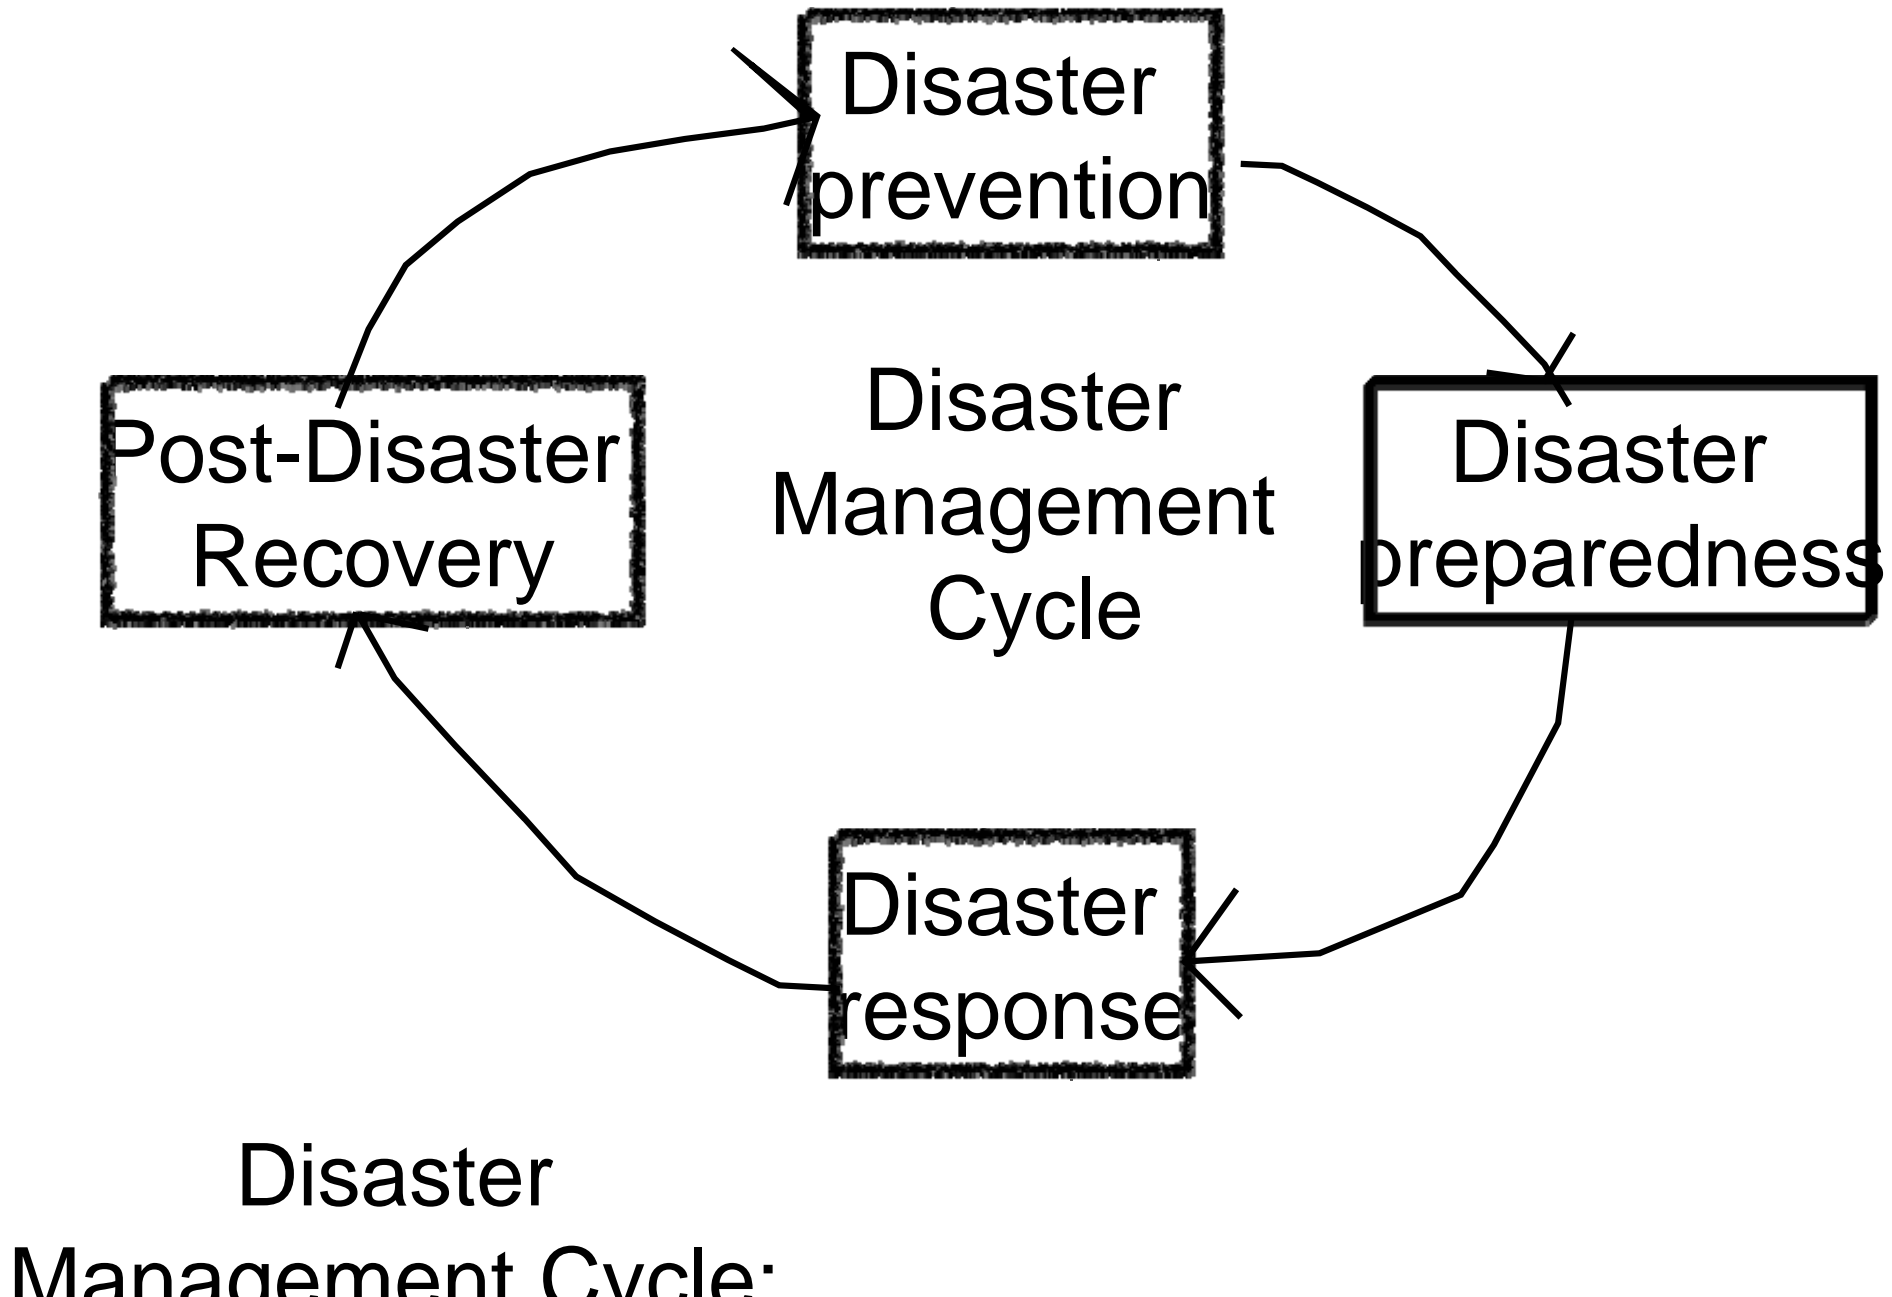 Disaster
prevention
Post-Disaster
Recovery
Disaster
Management
Cycle
Disaster
preparedness
Disaster
response
Disaster
Management Cycle: